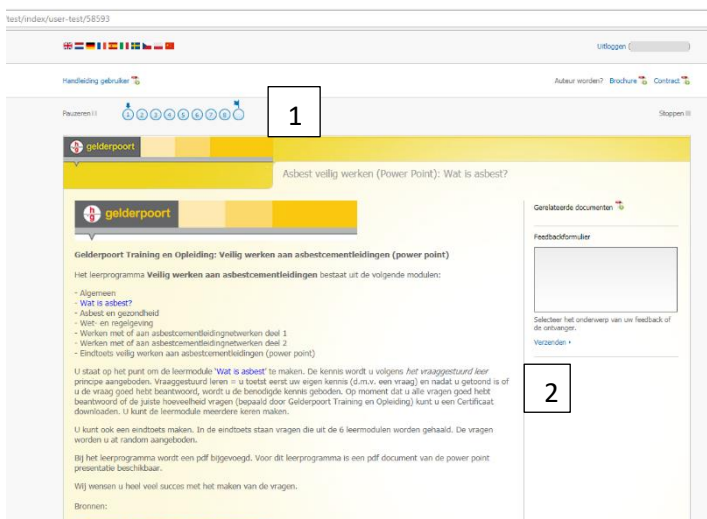 test/index/user-test/58593
Uitloggen
Handleiding gebruiker
Auteur worden? Brochure Contract
Pauzeren
1 2 3 4 5 6 7 8
1
Stoppen
gelderpoort
Asbest veilig werken (Power Point): Wat is asbest?
hg gelderpoort
Gerelateerde documenten
Feedbackformulier
Selecteer het onderwerp van uw feedback of
de ontvanger.
Verzenden
2
Gelderpoort Training en Opleiding: Veilig werken aan asbestcementleidingen (power point)
Het leerprogramma Veilig werken aan asbestcementleidingen bestaat uit de volgende modulen:
- Algemeen
- Wat is asbest?
- Asbest en gezondheid
- Wet- en regelgeving
- Werken met of aan asbestcementleidingnetwerken deel 1
- Werken met of aan asbestcementleidingnetwerken deel 2
- Eindtoets veilig werken aan asbestcementleidingen (power point)
U staat op het punt om de leermodule 'Wat is asbest' te maken. De kennis wordt u volgens het vraaggestuurd leer
principe aangeboden. Vraaggestuurd leren = u toetst eerst uw eigen kennis (d.m.v. een vraag) en nadat u getoond is of
u de vraag goed hebt beantwoord, wordt u de benodigde kennis geboden. Op moment dat u alle vragen goed hebt
beantwoord of de juiste hoeveelheid vragen (bepaald door Gelderpoort Training en Opleiding) kunt u een Certificaat
downloaden. U kunt de leermodule meerdere keren maken.
U kunt ook een eindtoets maken. In de eindtoets staan vragen die uit de 6 leermodulen worden gehaald. De vragen
worden u at random aangeboden.
Bij het leerprogramma wordt een pdf bijgevoegd. Voor dit leerprogramma is een pdf document van de power point
presentatie beschikbaar.
Wij wensen u heel veel succes met het maken van de vragen.
Bronnen: